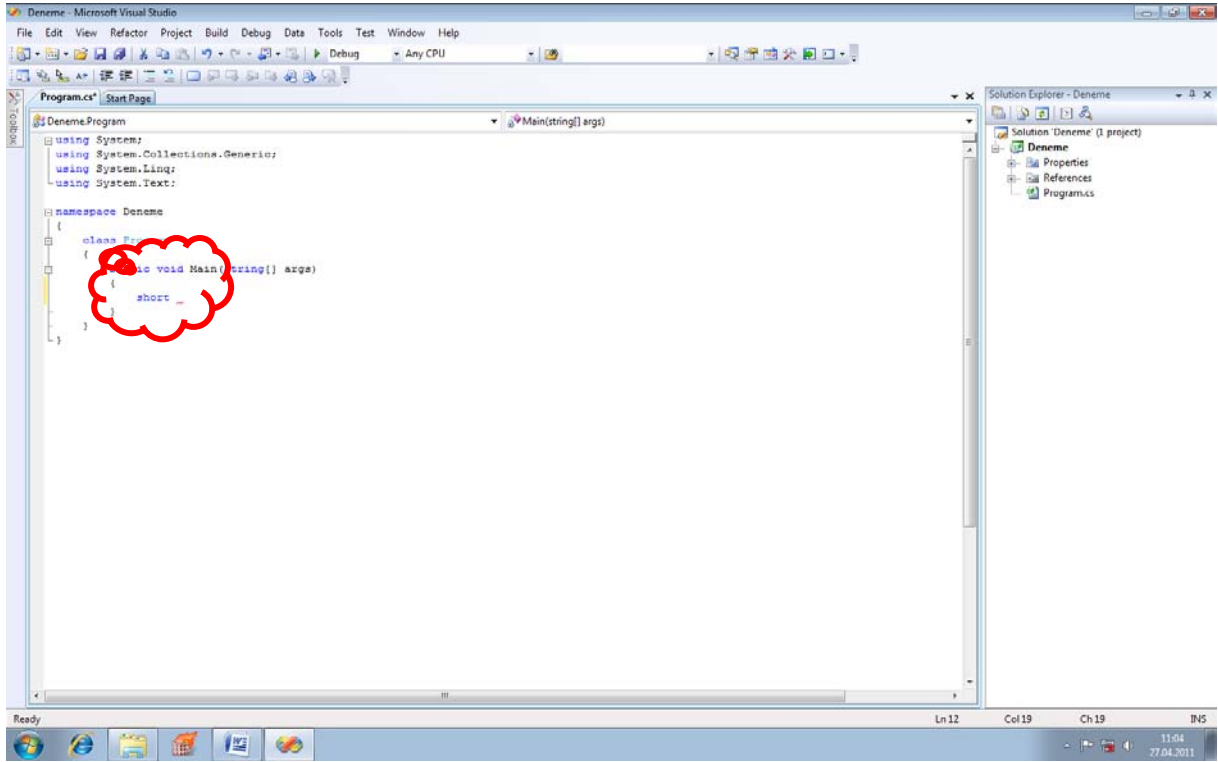 Deneme - Microsoft Visual Studio
File Edit View Refactor Project Build Debug Data Tools Test Window Help
Debug Any CPU
Program.cs* Start Page
Toolbox
Deneme.Program Main(string[] args)
using System;
using System.Collections.Generic;
using System.Linq;
using System.Text;
namespace Deneme
{
class
{
void Main( args)
{
short _
}
}
}
Solution Explorer - Deneme
Solution 'Deneme' (1 project)
Deneme
Properties
References
Program.cs
Ready Ln 12 Col 19 Ch 19 INS
11:04
27.04.2011